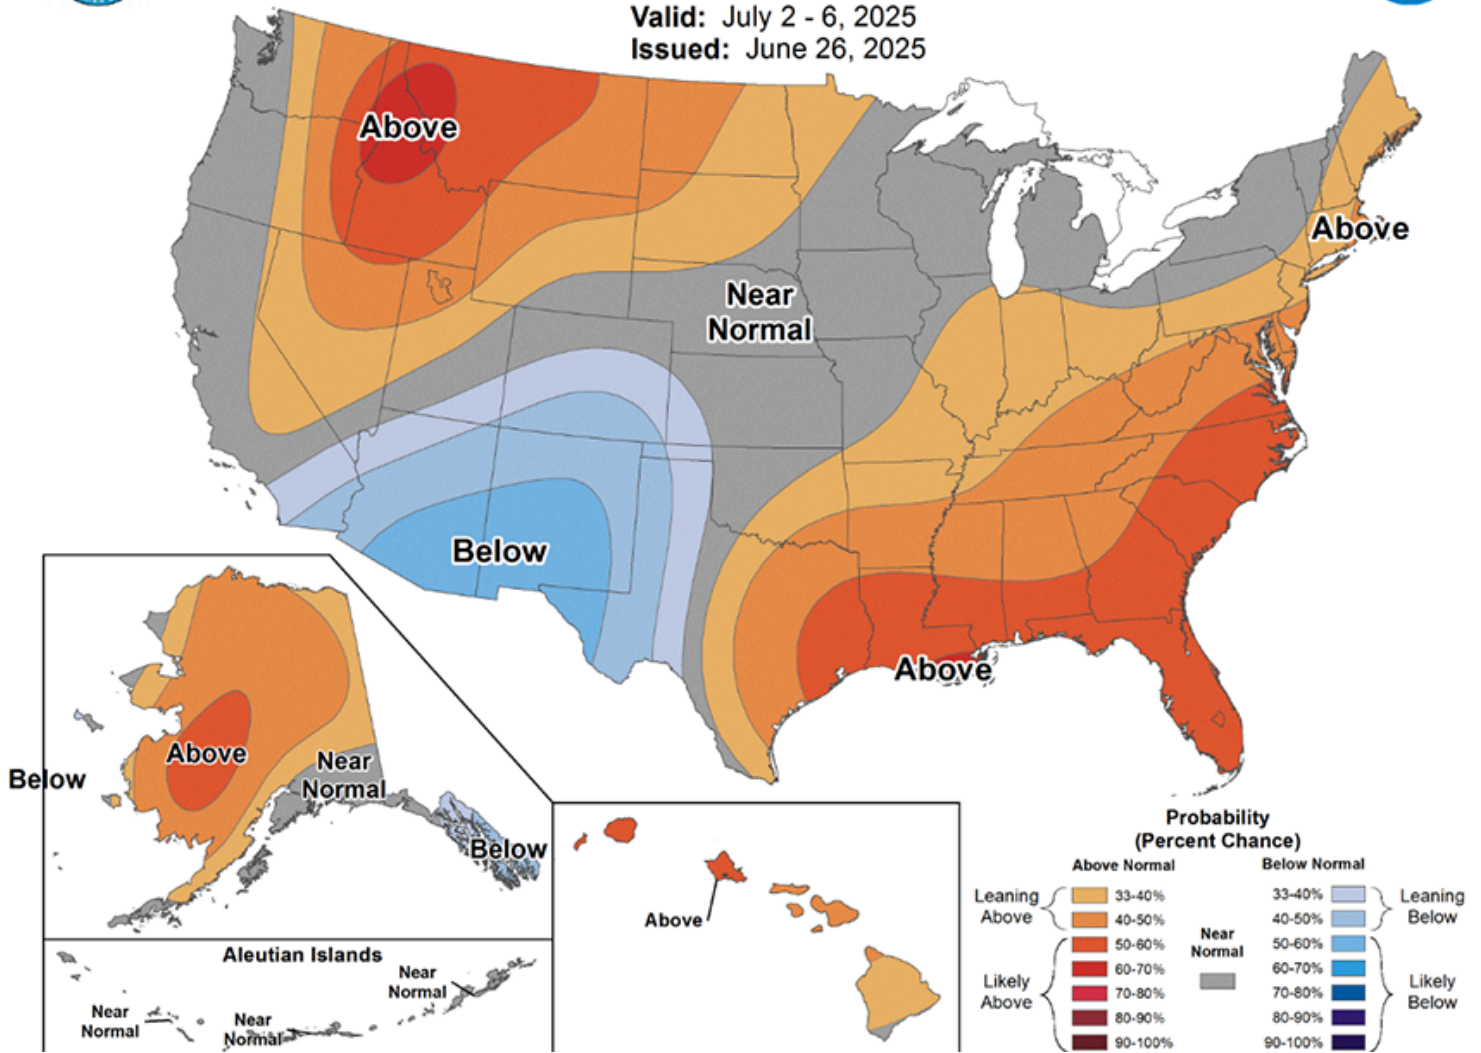 Valid: July 2 - 6, 2025
Issued: June 26, 2025
Above
Above
Near
Normal
Below
Above
Above
Near
Normal
Below
Below
Above
Aleutian Islands
Near
Normal
Near
Normal
Near
Normal
Probability
(Percent Chance)
Above Normal
Below Normal
Leaning
Above
33-40%
40-50%
Likely
Above
50-60%
60-70%
70-80%
80-90%
90-100%
Near
Normal
33-40%
40-50%
Leaning
Below
50-60%
60-70%
70-80%
80-90%
90-100%
Likely
Below